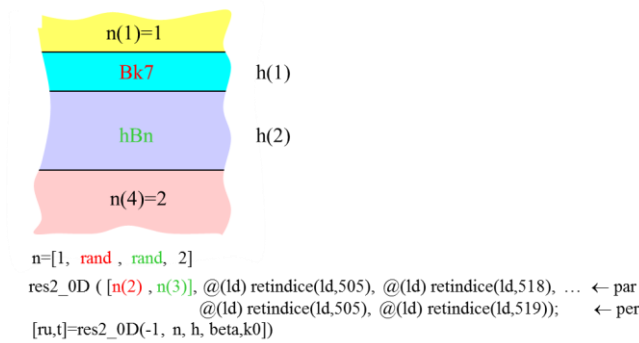 n(1)=1
Bk7 h(1)
hBn h(2)
n(4)=2
n=[1, rand , rand, 2]
res2_0D ( [n(2) , n(3)], @(ld) retindice(ld,505), @(ld) retindice(ld,518), … ← par
@(ld) retindice(ld,505), @(ld) retindice(ld,519)); ← per
[ru,t]=res2_0D(-1, n, h, beta,k0])